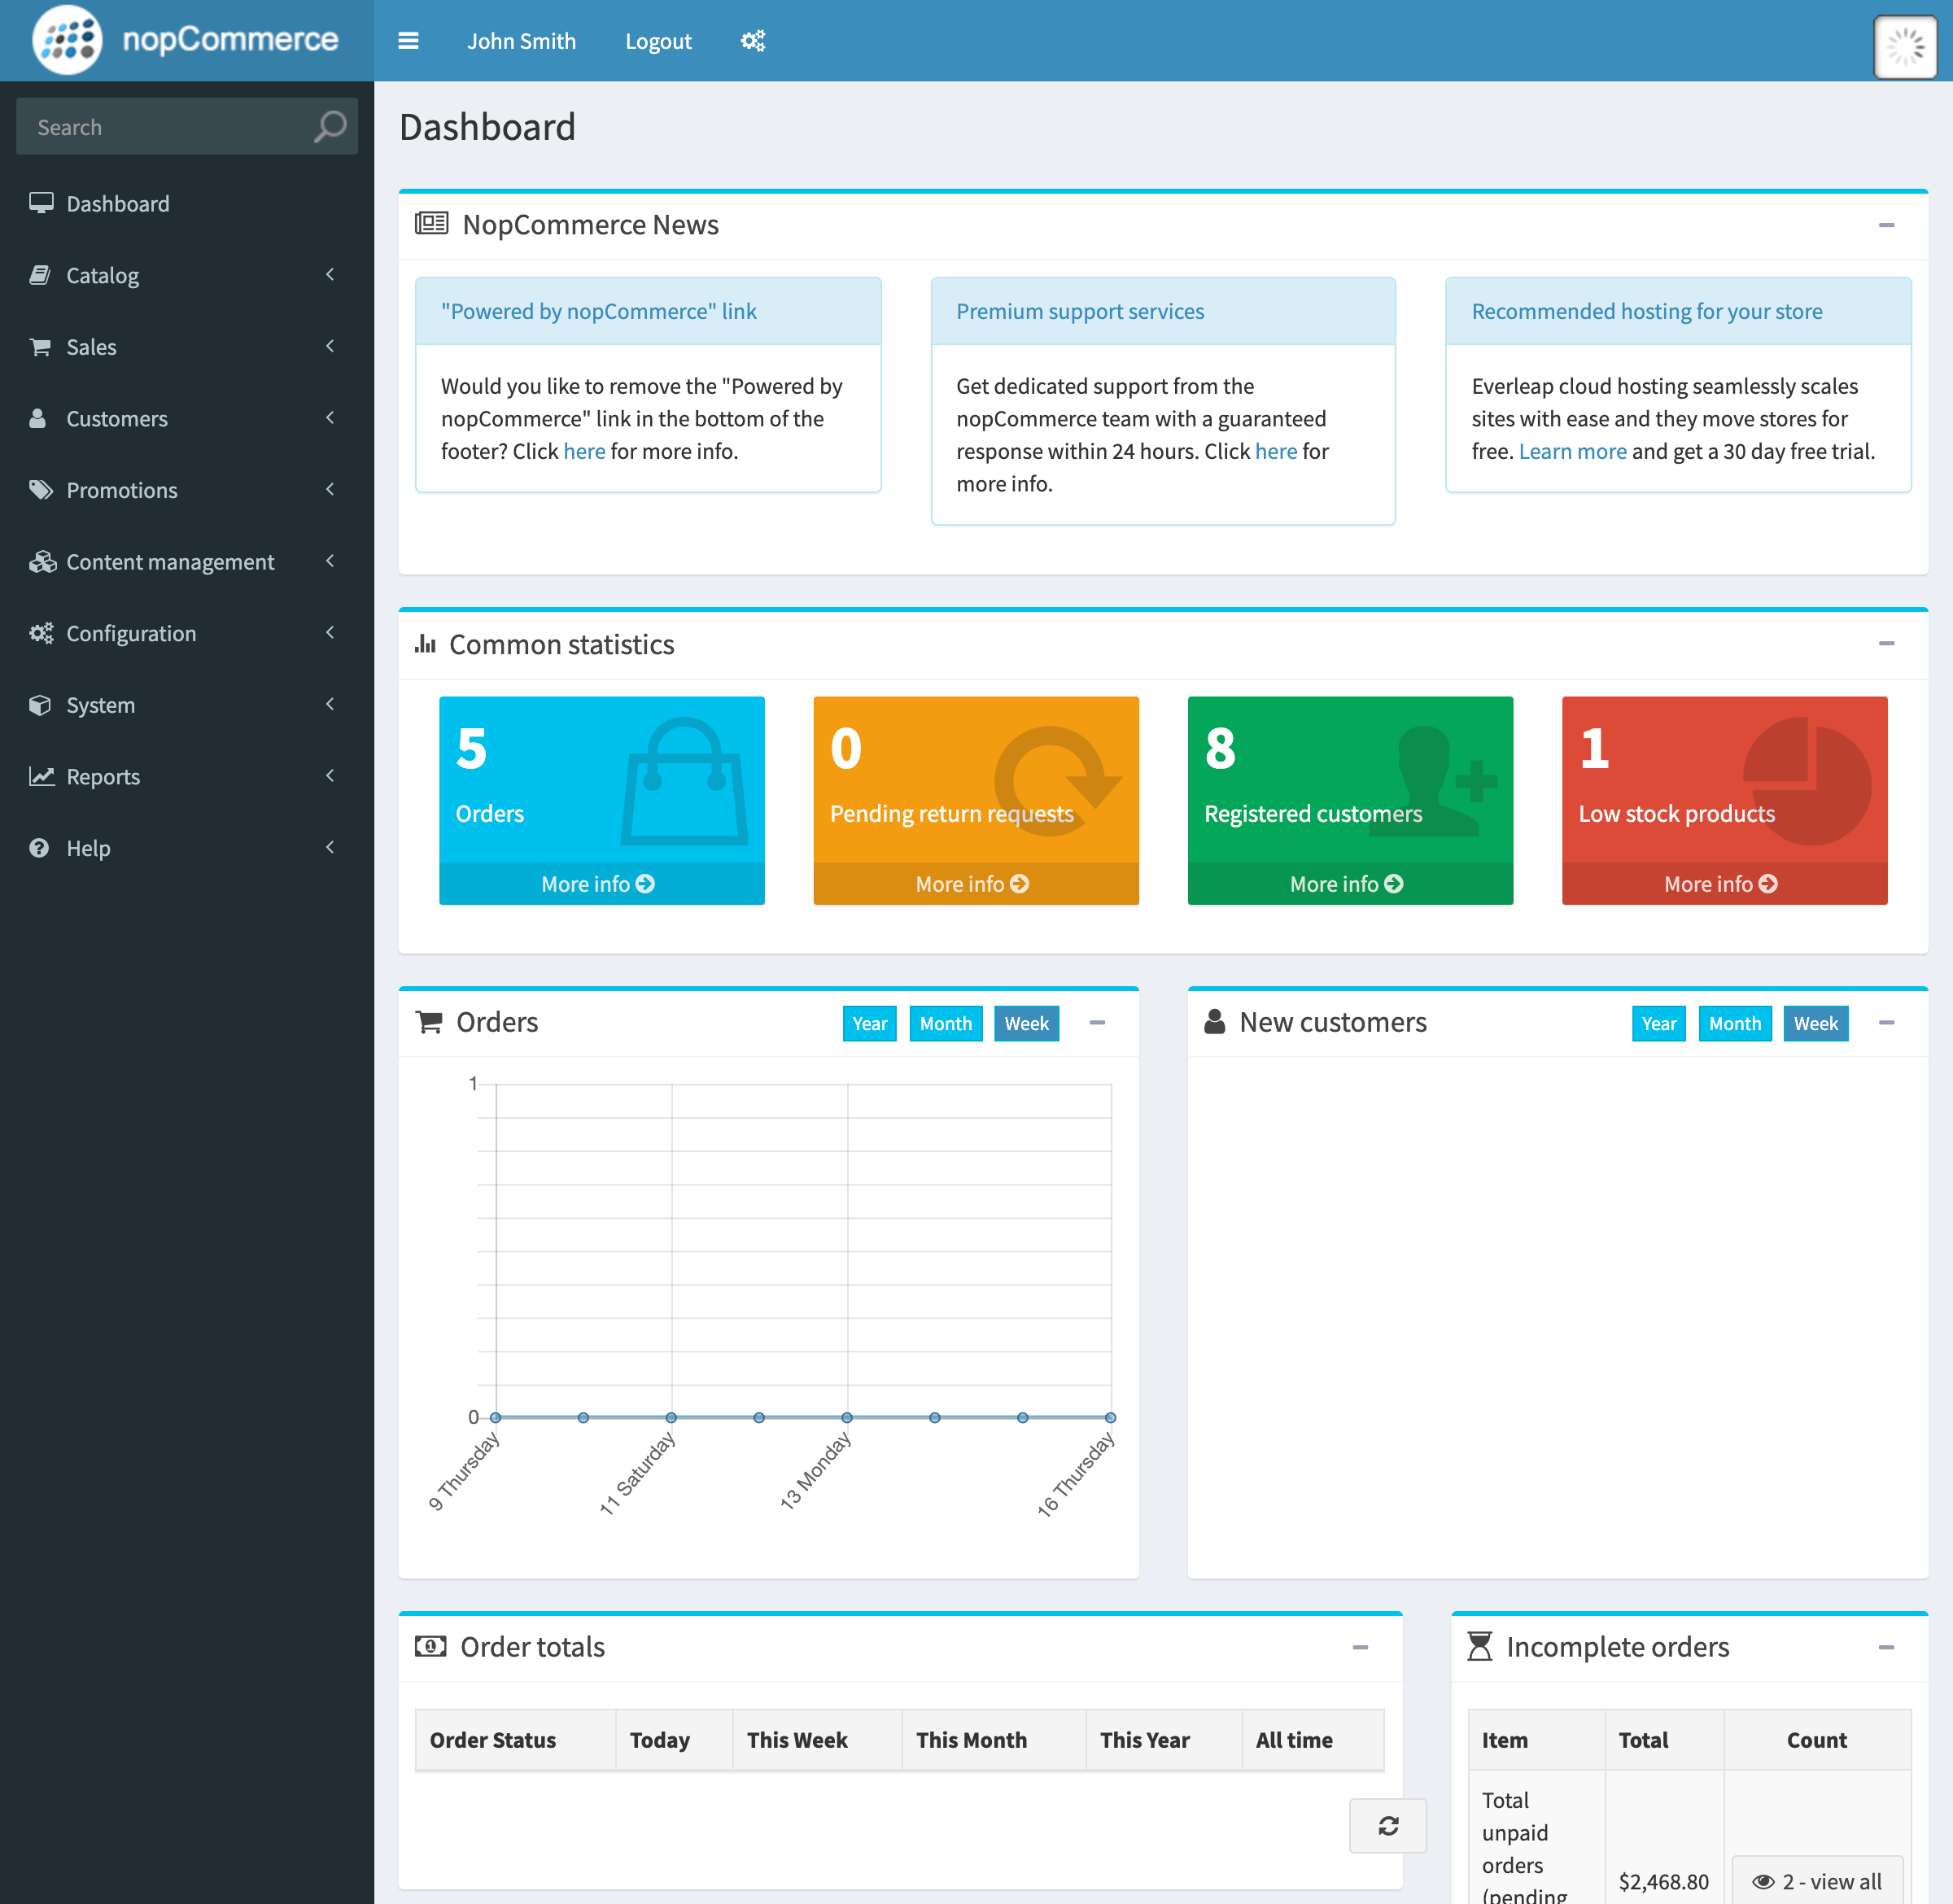 nopCommerce
John Smith
Logout
Search
Dashboard
Catalog
Sales
Customers
Promotions
Content management
Configuration
System
Reports
Help
Dashboard
NopCommerce News
"Powered by nopCommerce" link
Would you like to remove the "Powered by
nopCommerce" link in the bottom of the
footer? Click here for more info.
Premium support services
Get dedicated support from the
nopCommerce team with a guaranteed
response within 24 hours. Click here for
more info.
Recommended hosting for your store
Everleap cloud hosting seamlessly scales
sites with ease and they move stores for
free. Learn more and get a 30 day free trial.
Common statistics
5
Orders
More info
0
Pending return requests
More info
8
Registered customers
More info
1
Low stock products
More info
Orders
Year
Month
Week
1
0
9 Thursday
11 Saturday
13 Monday
16 Thursday
New customers
Year
Month
Week
Order totals
Order Status
Today
This Week
This Month
This Year
All time
Incomplete orders
Item
Total
Count
Total
unpaid
orders
(pending
$2,468.80
2 - view all